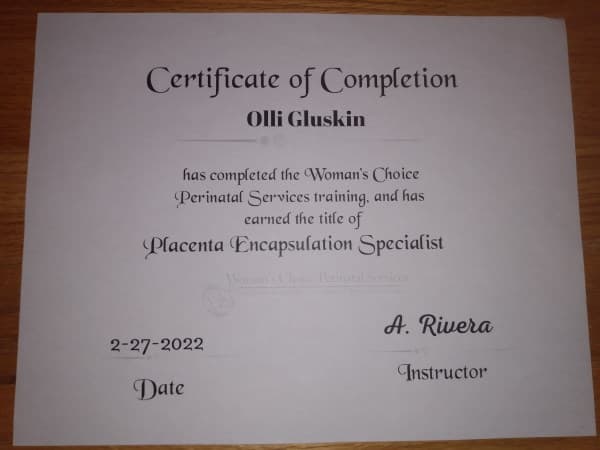 Certificate of Completion
Olli Gluskin
has completed the Woman's Choice
Perinatal Services training, and has
earned the title of
Placenta Encapsulation Specialist
Woman's Choice Perinatal Services
2-27-2022
A. Rivera
Date
Instructor